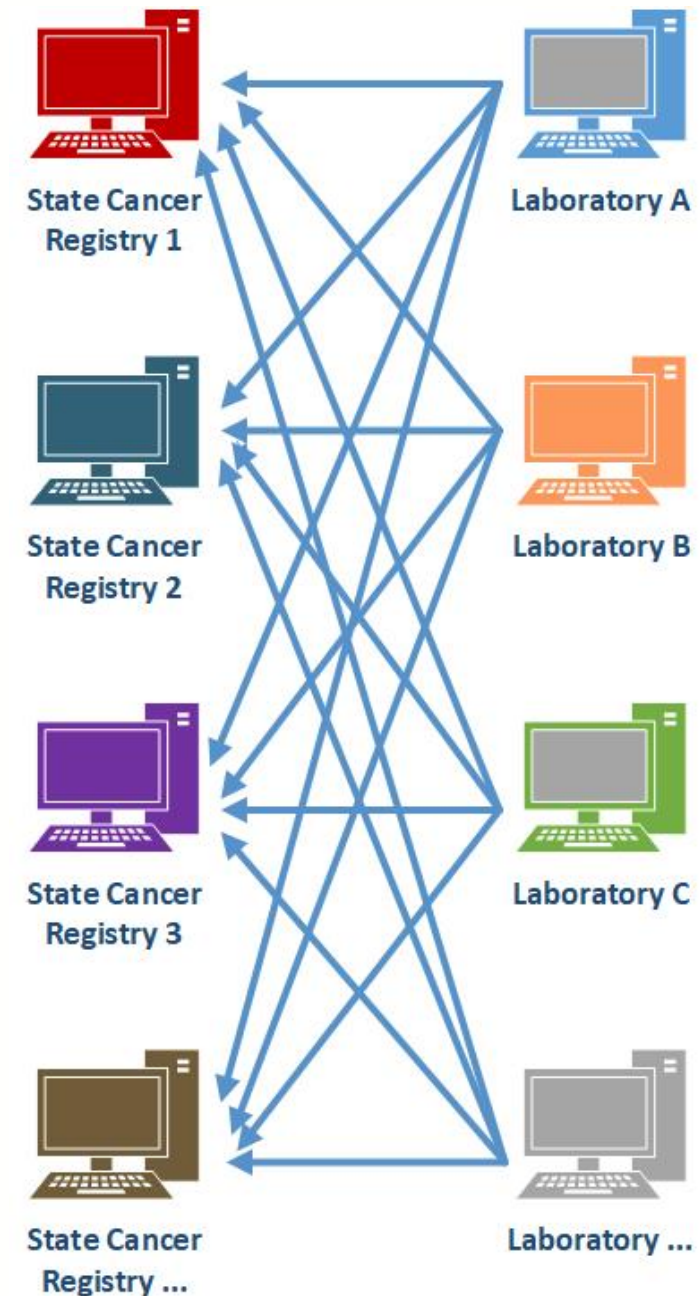 State Cancer
Registry 1
Laboratory A
State Cancer
Registry 2
Laboratory B
State Cancer
Registry 3
Laboratory C
State Cancer
Registry ...
Laboratory ...